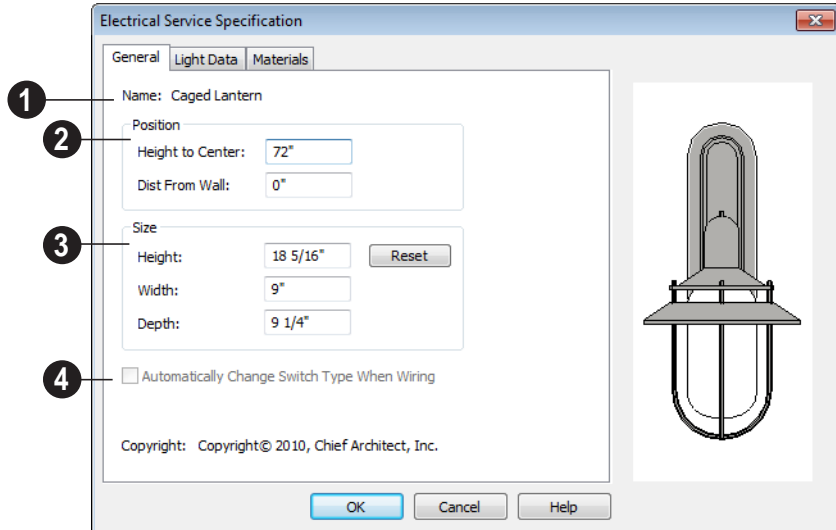 Electrical Service Specification
General Light Data Materials
1 Name: Caged Lantern
2 Position
Height to Center: 72"
Dist From Wall: 0"
3 Size
Height: 18 5/16" Reset
Width: 9"
Depth: 9 1/4"
4 Automatically Change Switch Type When Wiring
Copyright: Copyright© 2010, Chief Architect, Inc.
OK Cancel Help